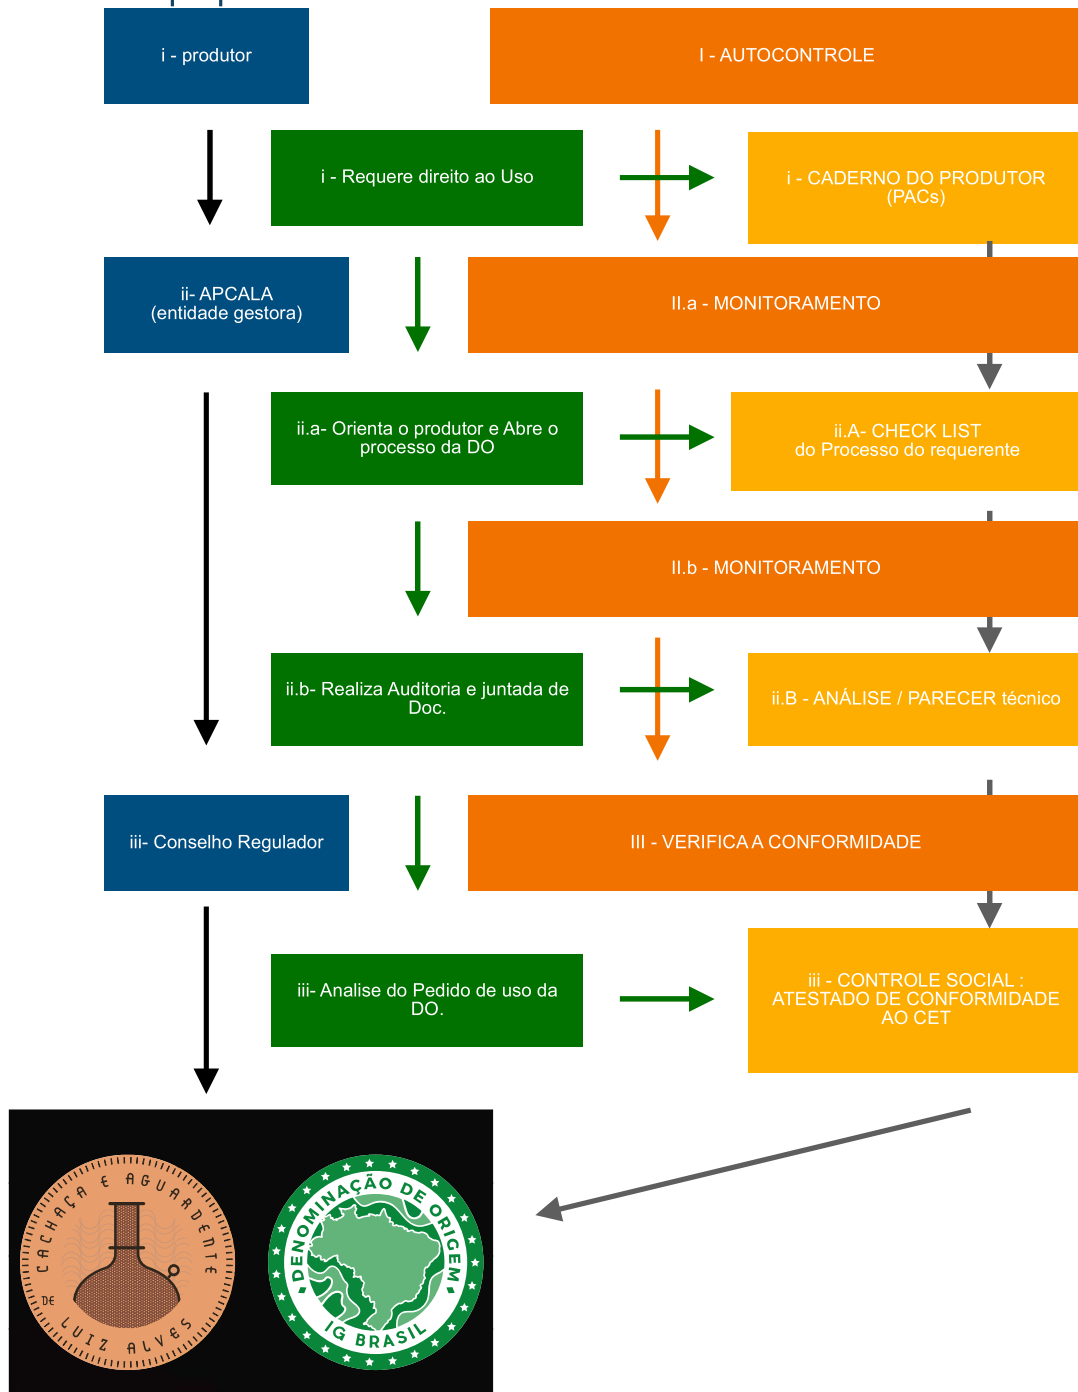 i - produtor
I - AUTOCONTROLE
i - Requere direito ao Uso
i - CADERNO DO PRODUTOR
(PACs)
ii- APCALA
(entidade gestora)
II.a - MONITORAMENTO
ii.a- Orienta o produtor e Abre o
processo da DO
ii.A- CHECK LIST
do Processo do requerente
II.b - MONITORAMENTO
ii.b- Realiza Auditoria e juntada de
Doc.
ii.B - ANÁLISE / PARECER técnico
iii- Conselho Regulador
III - VERIFICA A CONFORMIDADE
iii- Analise do Pedido de uso da
DO.
iii - CONTROLE SOCIAL :
ATESTADO DE CONFORMIDADE
AO CET
CACHAÇA E AGUARDENTE
DE
LUIZ ALVES
DENOMINAÇÃO DE ORIGEM
IG BRASIL